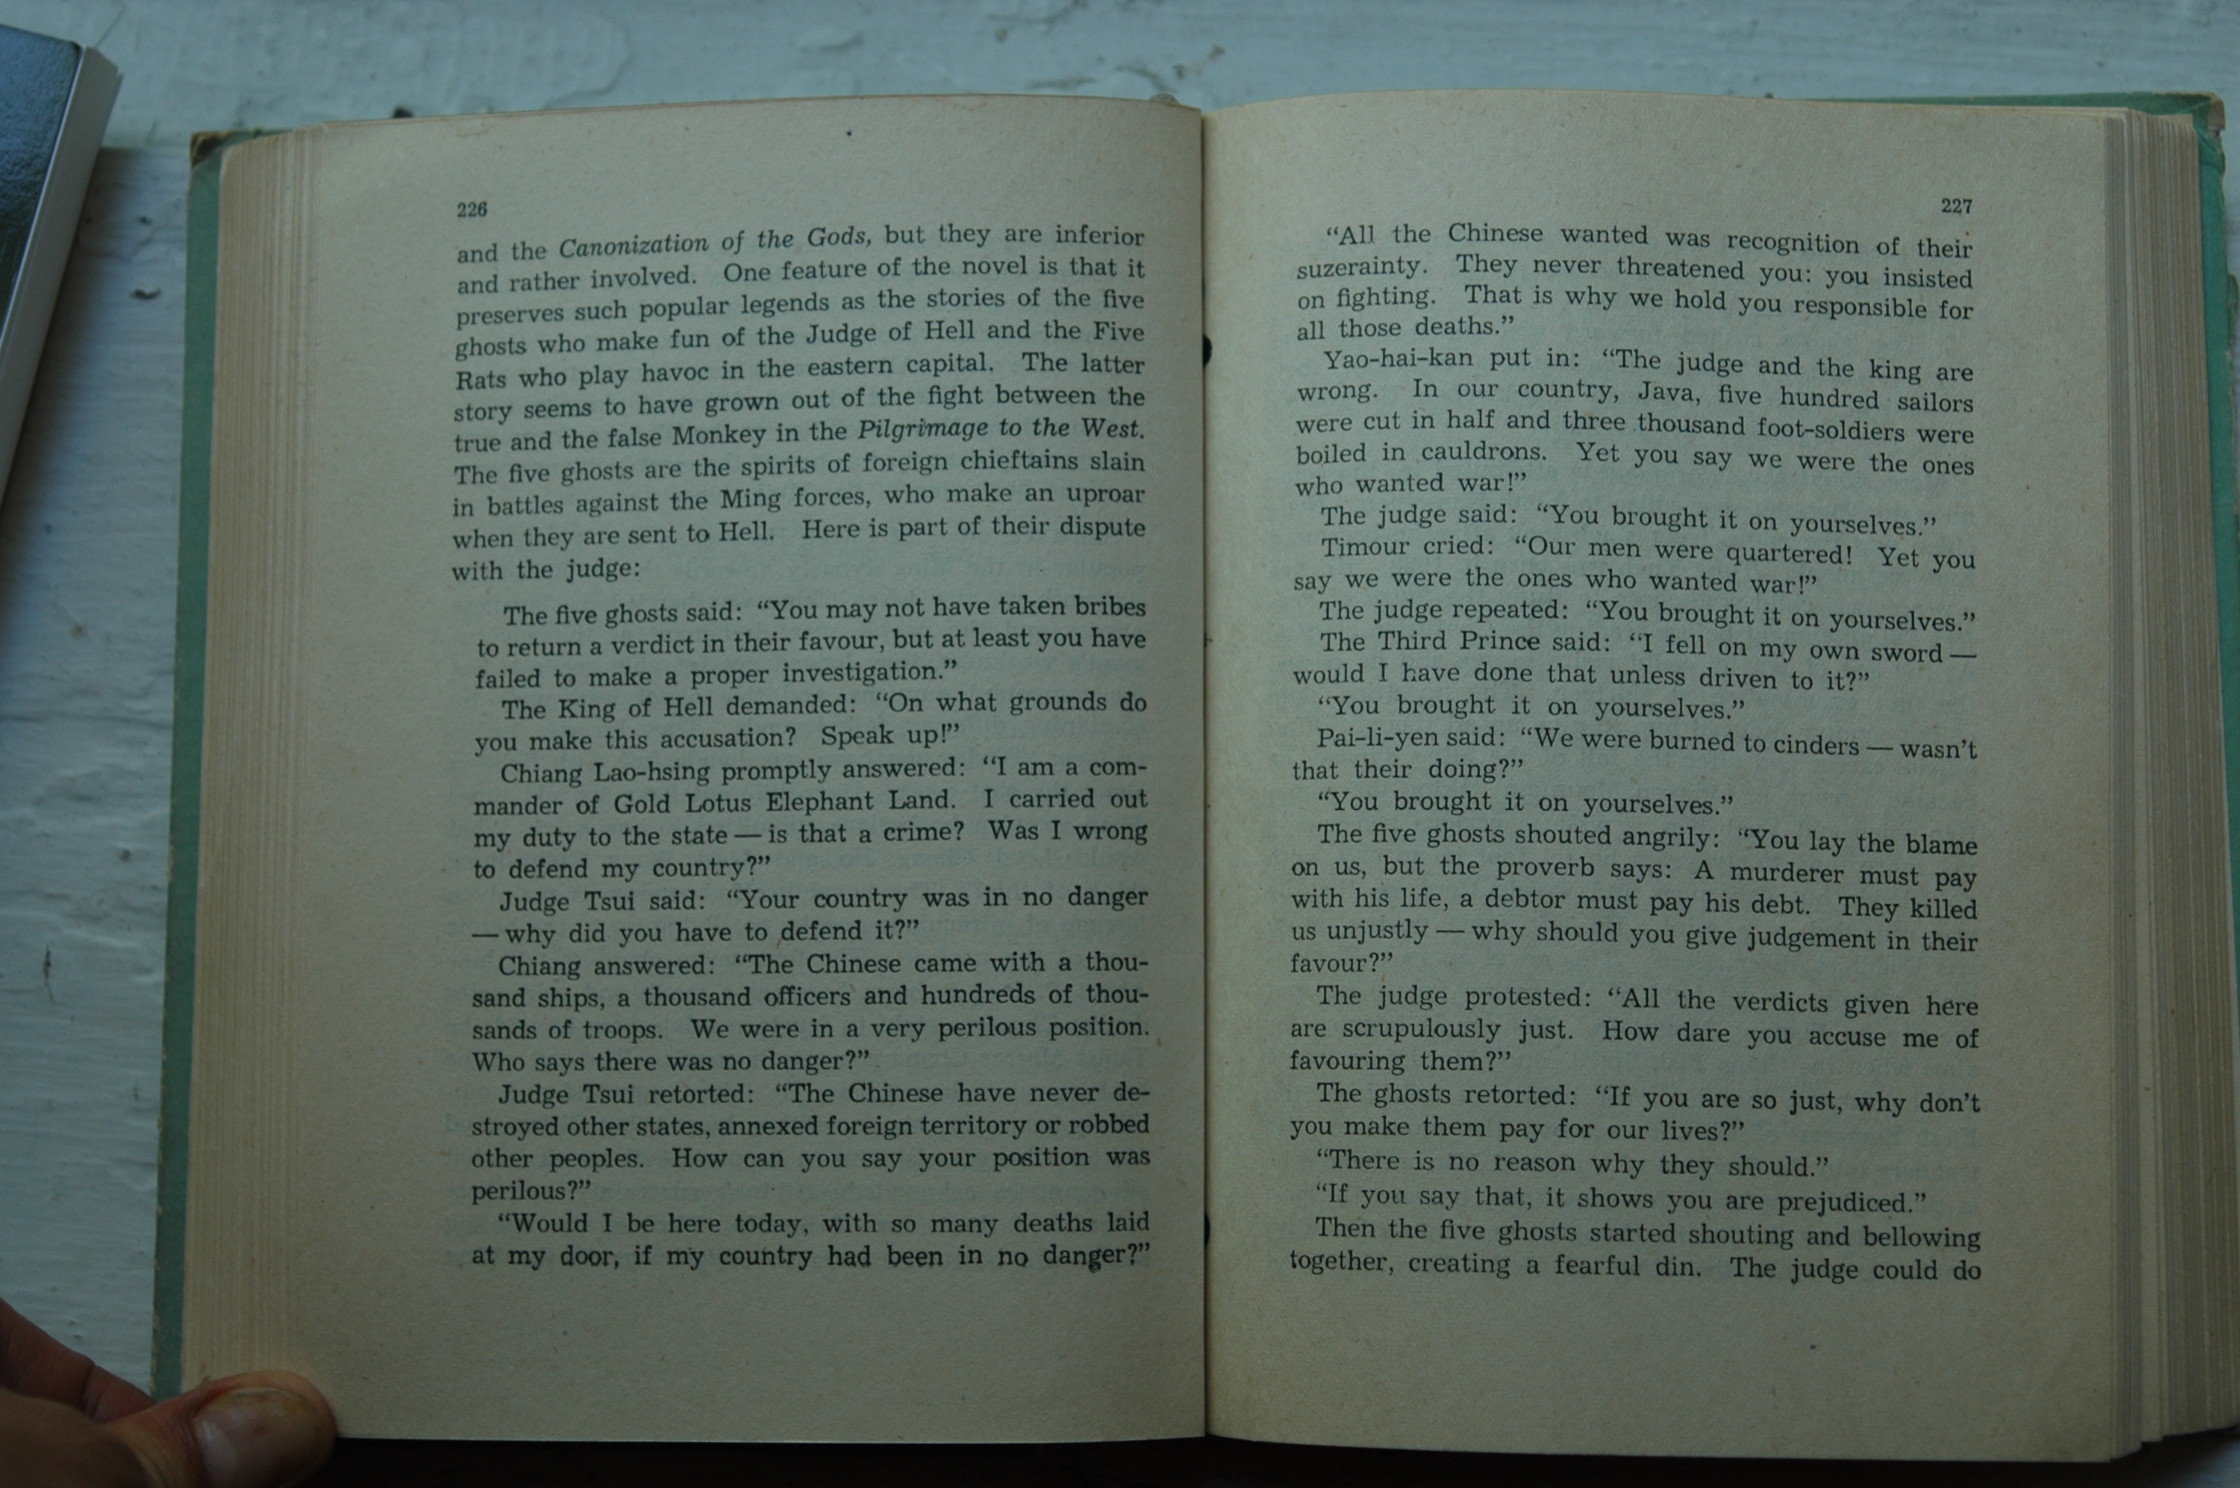 226
and the Canonization of the Gods, but they are inferior
and rather involved. One feature of the novel is that it
preserves such popular legends as the stories of the five
ghosts who make fun of the Judge of Hell and the Five
Rats who play havoc in the eastern capital. The latter
story seems to have grown out of the fight between the
true and the false Monkey in the Pilgrimage to the West.
The five ghosts are the spirits of foreign chieftains slain
in battles against the Ming forces, who make an uproar
when they are sent to Hell. Here is part of their dispute
with the judge:
The five ghosts said: “You may not have taken bribes
to return a verdict in their favour, but at least you have
failed to make a proper investigation.”
The King of Hell demanded: “On what grounds do
you make this accusation? Speak up!”
Chiang Lao-hsing promptly answered: “I am a com-
mander of Gold Lotus Elephant Land. I carried out
my duty to the state — is that a crime? Was I wrong
to defend my country?”
Judge Tsui said: “Your country was in no danger
— why did you have to defend it?”
Chiang answered: “The Chinese came with a thou-
sand ships, a thousand officers and hundreds of thou-
sands of troops. We were in a very perilous position.
Who says there was no danger?”
Judge Tsui retorted: “The Chinese have never de-
stroyed other states, annexed foreign territory or robbed
other peoples. How can you say your position was
perilous?”
“Would I be here today, with so many deaths laid
at my door, if my country had been in no danger?”
227
“All the Chinese wanted was recognition of their
suzerainty. They never threatened you: you insisted
on fighting. That is why we hold you responsible for
all those deaths.”
Yao-hai-kan put in: “The judge and the king are
wrong. In our country, Java, five hundred sailors
were cut in half and three thousand foot-soldiers were
boiled in cauldrons. Yet you say we were the ones
who wanted war!”
The judge said: “You brought it on yourselves.”
Timour cried: “Our men were quartered! Yet you
say we were the ones who wanted war!”
The judge repeated: “You brought it on yourselves.”
The Third Prince said: “I fell on my own sword —
would I have done that unless driven to it?”
“You brought it on yourselves.”
Pai-li-yen said: “We were burned to cinders — wasn’t
that their doing?”
“You brought it on yourselves.”
The five ghosts shouted angrily: “You lay the blame
on us, but the proverb says: A murderer must pay
with his life, a debtor must pay his debt. They killed
us unjustly — why should you give judgement in their
favour?”
The judge protested: “All the verdicts given here
are scrupulously just. How dare you accuse me of
favouring them?”
The ghosts retorted: “If you are so just, why don’t
you make them pay for our lives?”
“There is no reason why they should.”
“If you say that, it shows you are prejudiced.”
Then the five ghosts started shouting and bellowing
together, creating a fearful din. The judge could do